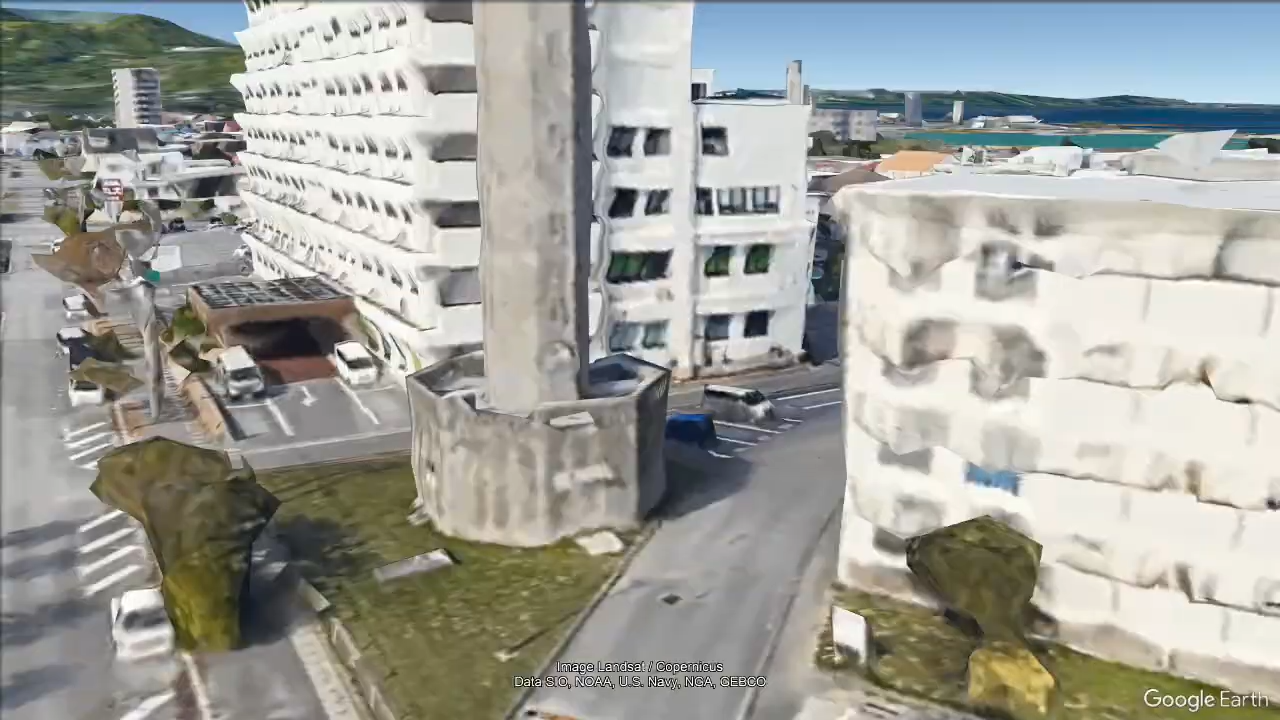 Image Landsat / Copernicus
Data SIO, NOAA, U.S. Navy, NGA, GEBCO
Google Earth